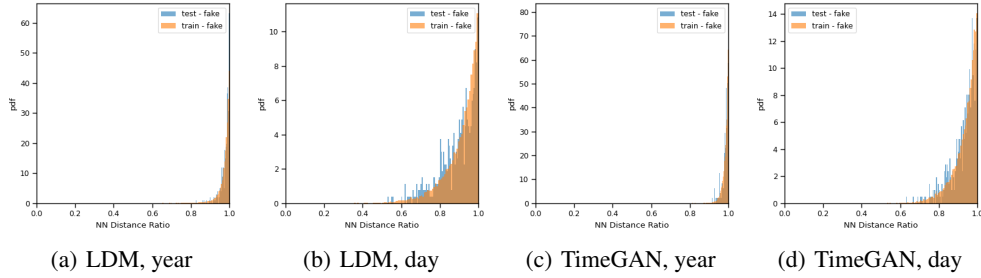 60
50
40
30
20
10
0
pdf
test - fake
train - fake
0.0 0.2 0.4 0.6 0.8 1.0
NN Distance Ratio
(a) LDM, year
10
8
6
4
2
0
pdf
test - fake
train - fake
0.0 0.2 0.4 0.6 0.8 1.0
NN Distance Ratio
(b) LDM, day
80
70
60
50
40
30
20
10
0
pdf
test - fake
train - fake
0.0 0.2 0.4 0.6 0.8 1.0
NN Distance Ratio
(c) TimeGAN, year
14
12
10
8
6
4
2
0
pdf
test - fake
train - fake
0.0 0.2 0.4 0.6 0.8 1.0
NN Distance Ratio
(d) TimeGAN, day